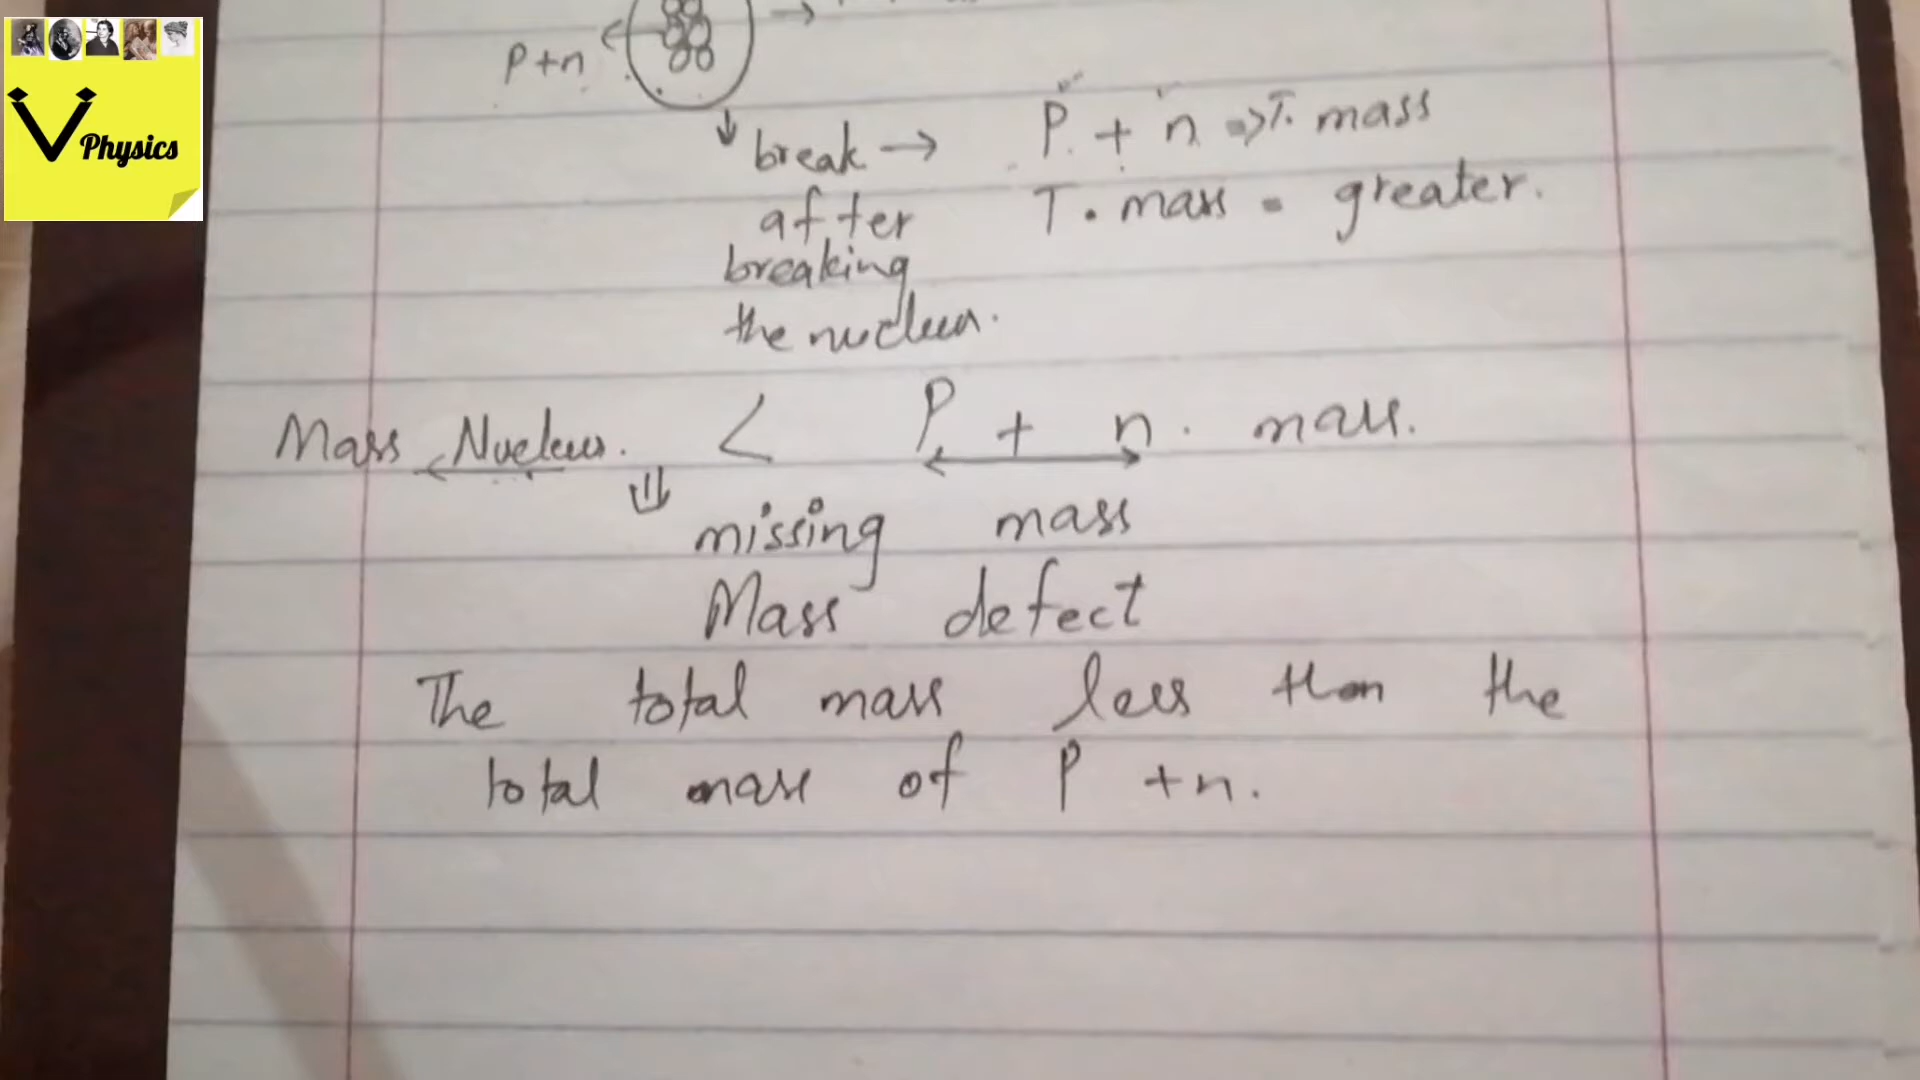 V Physics
P+n
break → P + n ⇒ T. mass
after T. mass = greater.
breaking
the nucleus.
Mass Nucleus. < P + n. mass.
missing mass
Mass defect
The total mass less than the
total mass of P +n.